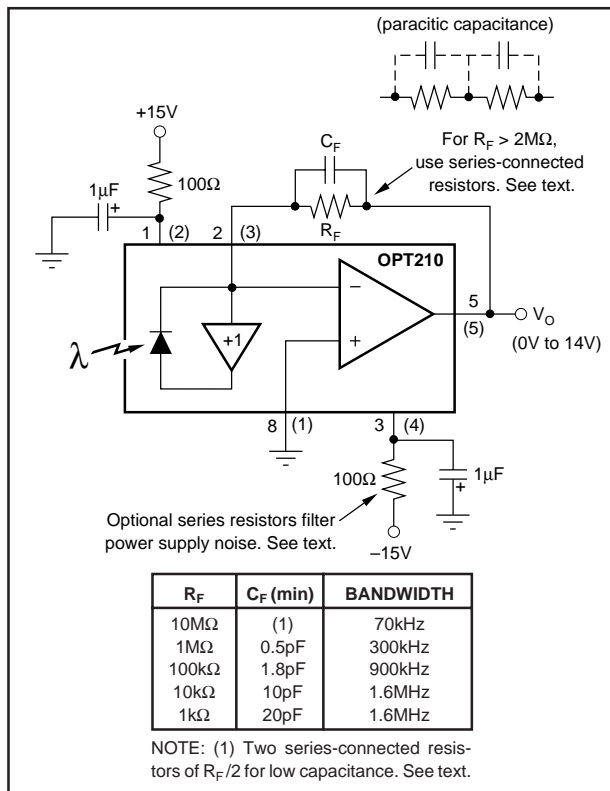 (paracitic capacitance)
+15V
100Ω
1µF
+
1 (2)
2 (3)
C_F
R_F
For R_F > 2MΩ,
use series-connected
resistors. See text.
OPT210
λ
+1
–
+
5
(5)
V_O
(0V to 14V)
8 (1)
3 (4)
100Ω
1µF
+
–15V
Optional series resistors filter
power supply noise. See text.
R_F C_F (min) BANDWIDTH
10MΩ (1) 70kHz
1MΩ 0.5pF 300kHz
100kΩ 1.8pF 900kHz
10kΩ 10pF 1.6MHz
1kΩ 20pF 1.6MHz
NOTE: (1) Two series-connected resis-
tors of R_F/2 for low capacitance. See text.